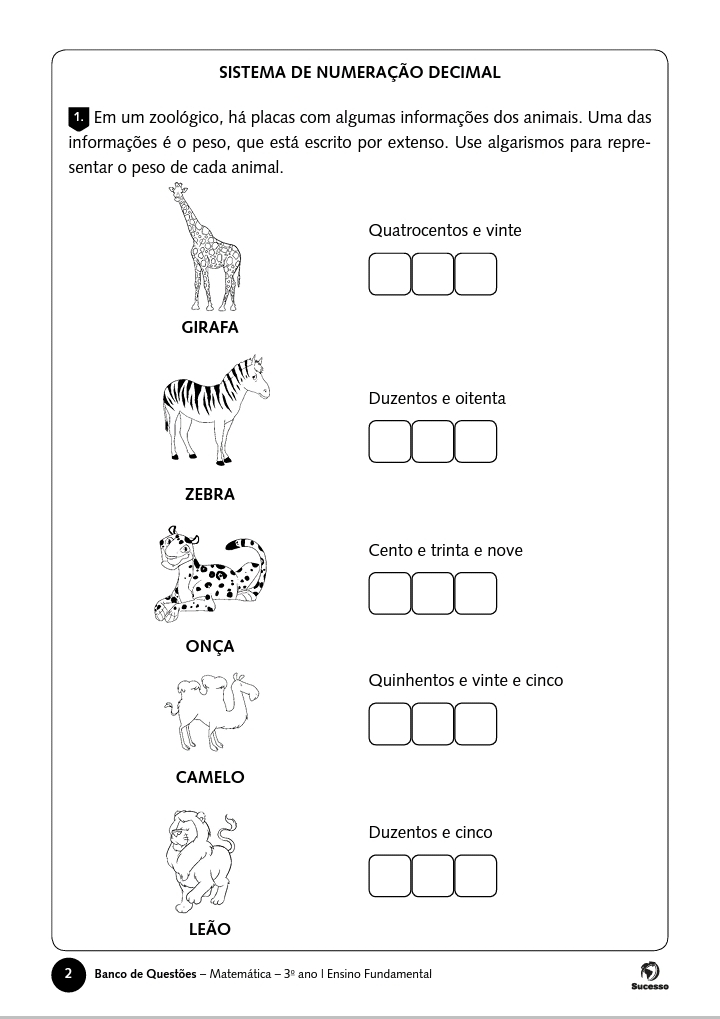 SISTEMA DE NUMERAÇÃO DECIMAL
1. Em um zoológico, há placas com algumas informações dos animais. Uma das
informações é o peso, que está escrito por extenso. Use algarismos para repre-
sentar o peso de cada animal.
Quatrocentos e vinte
GIRAFA
Duzentos e oitenta
ZEBRA
Cento e trinta e nove
ONÇA
Quinhentos e vinte e cinco
CAMELO
Duzentos e cinco
LEÃO
2 Banco de Questões – Matemática – 3º ano I Ensino Fundamental
Sucesso